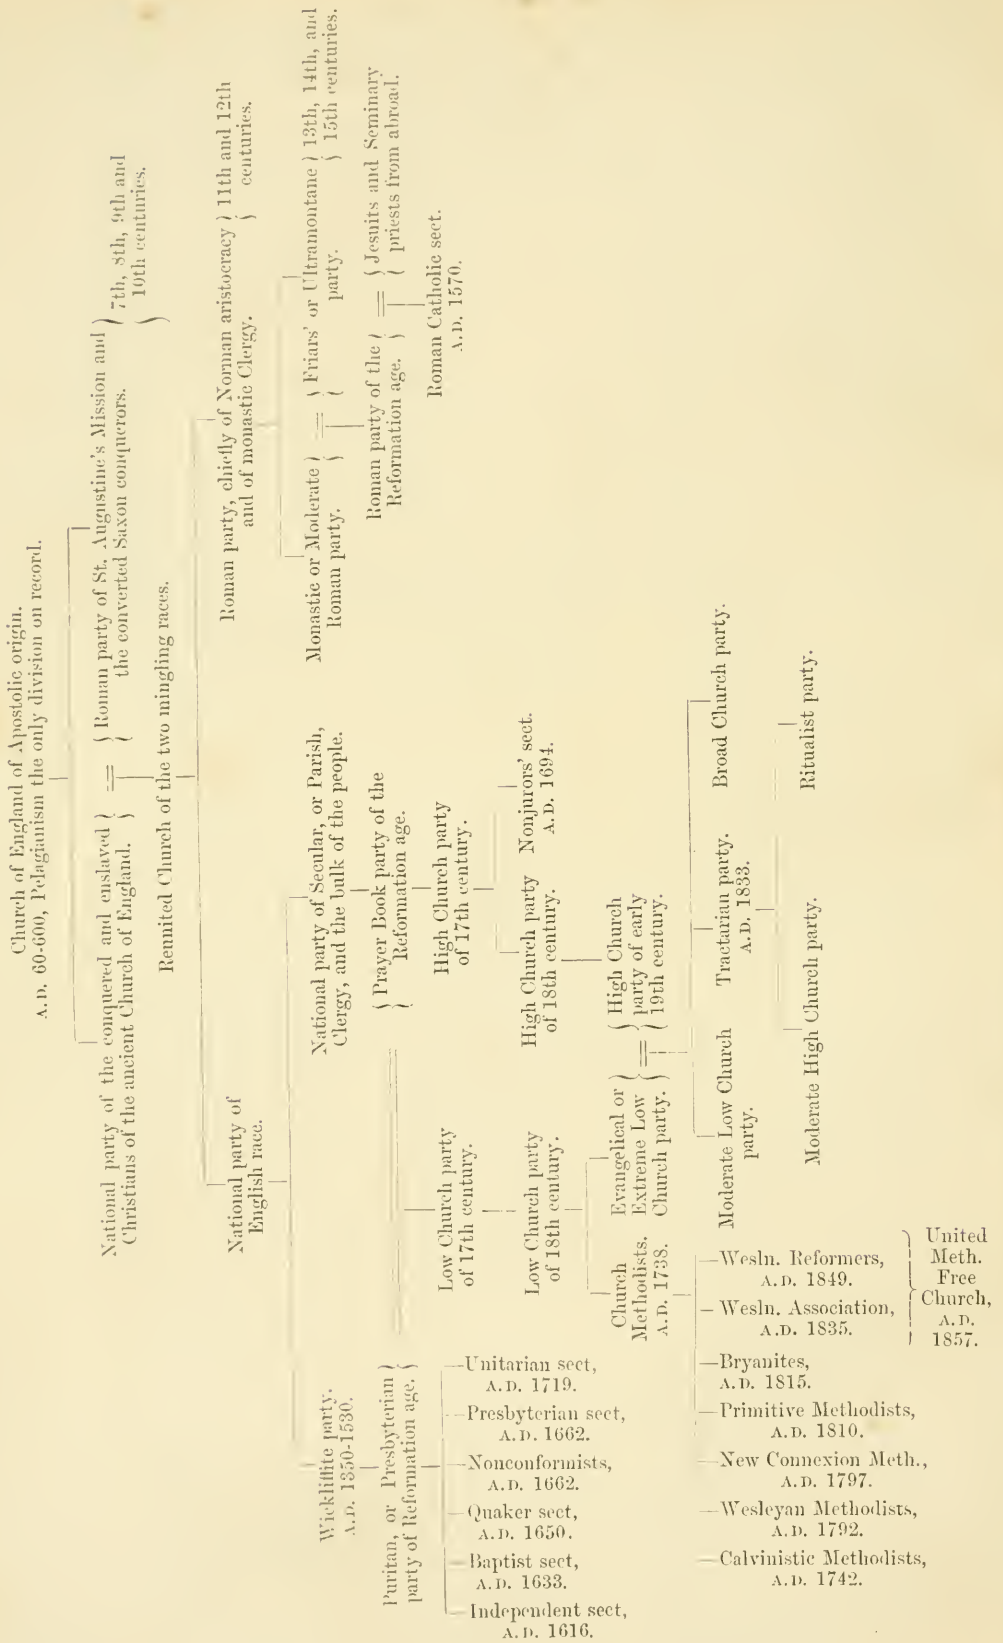 Church of England of Apostolic origin.
A.D. 60-600, Pelagianism the only division on record.
National party of the conquered and enslaved
Christians of the ancient Church of England.
Roman party of St. Augustine's Mission and
the converted Saxon conquerors.
7th, 8th, 9th and
10th centuries.
Reunited Church of the two mingling races.
National party of
English race.
Roman party, chiefly of Norman aristocracy
and of monastic Clergy.
11th and 12th
centuries.
Wickliffite party.
A.D. 1350-1530.
National party of Secular, or Parish,
Clergy, and the bulk of the people.
Monastic or Moderate
Roman party.
Friars' or Ultramontane
party.
13th, 14th, and
15th centuries.
Puritan, or Presbyterian
party of Reformation age.
Prayer Book party of the
Reformation age.
Roman party of the
Reformation age.
Jesuits and Seminary
priests from abroad.
Low Church party
of 17th century.
High Church party
of 17th century.
Roman Catholic sect.
A.D. 1570.
Low Church party
of 18th century.
High Church party
of 18th century.
Nonjurors' sect.
A.D. 1694.
Church
Methodists.
A.D. 1738.
Evangelical or
Extreme Low
Church party.
High Church
party of early
19th century.
Moderate Low Church
party.
Tractarian party.
A.D. 1833.
Broad Church party.
Moderate High Church party.
Ritualist party.
Unitarian sect,
A.D. 1719.
Presbyterian sect,
A.D. 1662.
Nonconformists,
A.D. 1662.
Quaker sect,
A.D. 1650.
Baptist sect,
A.D. 1633.
Independent sect,
A.D. 1616.
Wesln. Reformers,
A.D. 1849.
Wesln. Association,
A.D. 1835.
United
Meth.
Free
Church,
A.D.
1857.
Bryanites,
A.D. 1815.
Primitive Methodists,
A.D. 1810.
New Connexion Meth.,
A.D. 1797.
Wesleyan Methodists,
A.D. 1792.
Calvinistic Methodists,
A.D. 1742.